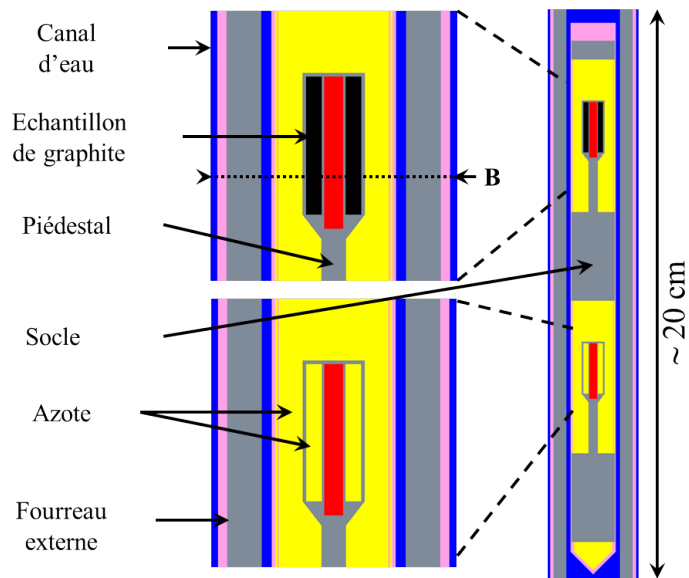 Canal
d'eau
Echantillon
de graphite
B
Piédestal
Socle
Azote
Fourreau
externe
~ 20 cm